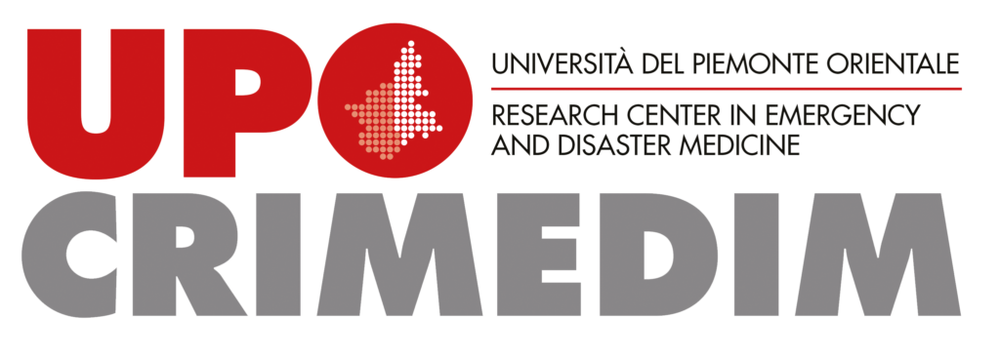 UPO
UNIVERSITÀ DEL PIEMONTE ORIENTALE
RESEARCH CENTER IN EMERGENCY
AND DISASTER MEDICINE
CRIMEDIM